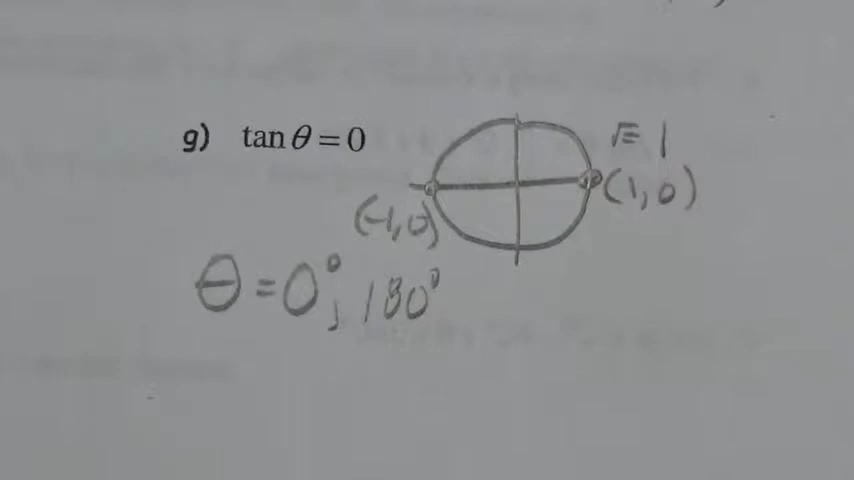 g) tan θ = 0
r = 1
(1, 0)
(-1, 0)
θ = 0°, 180°